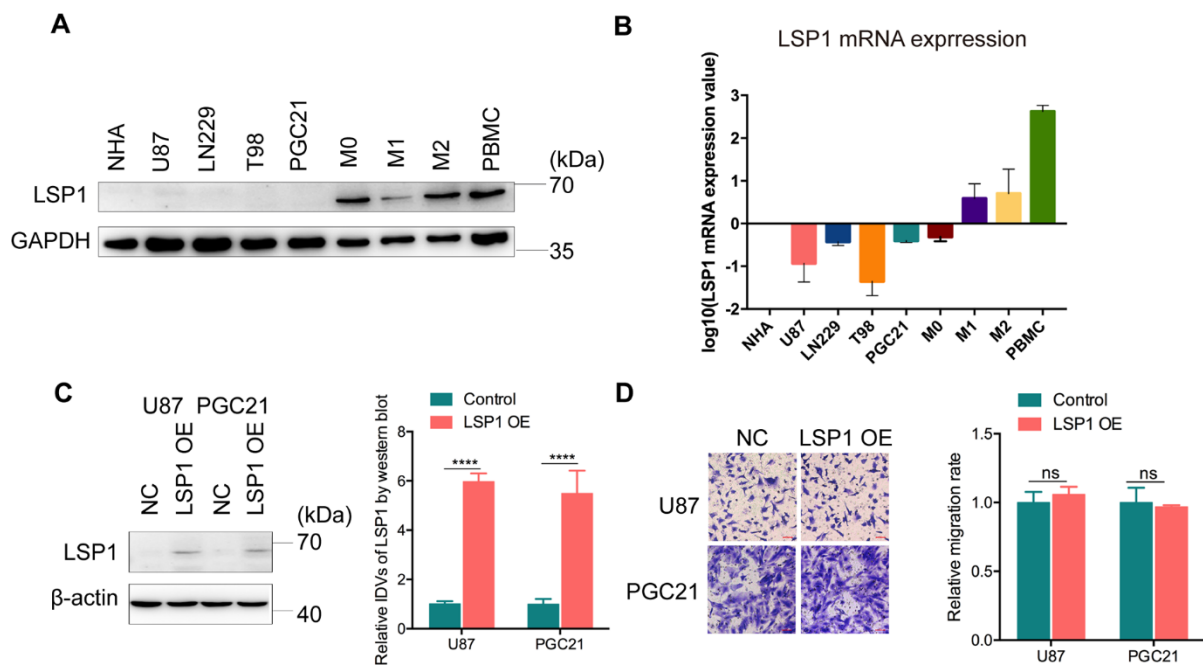 A
NHA
U87
LN229
T98
PGC21
M0
M1
M2
PBMC
(kDa)
LSP1
70
GAPDH
35
B
LSP1 mRNA exprression
log10(LSP1 mRNA expression value)
3
2
1
0
-1
-2
NHA
U87
LN229
T98
PGC21
M0
M1
M2
PBMC
C
U87 PGC21
NC
LSP1 OE
NC
LSP1 OE
(kDa)
LSP1
70
β-actin
40
Control
LSP1 OE
Relative IDVs of LSP1 by western blot
8
6
4
2
0
****
****
U87
PGC21
D
NC
LSP1 OE
U87
PGC21
Control
LSP1 OE
Relative migration rate
1.5
1.0
0.5
0.0
ns
ns
U87
PGC21